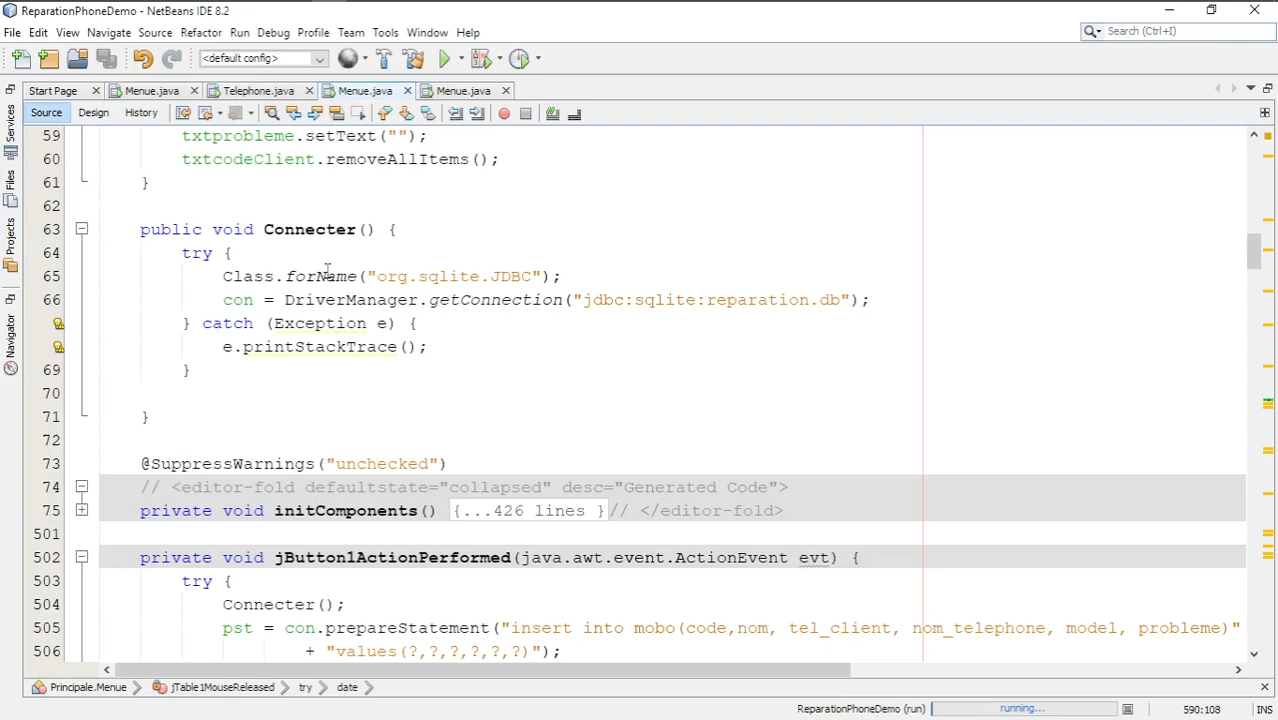 ReparationPhoneDemo - NetBeans IDE 8.2
File Edit View Navigate Source Refactor Run Debug Profile Team Tools Window Help
Search (Ctrl+I)
<default config>
Start Page Menue.java Telephone.java Menue.java Menue.java
Source Design History
Services
Files
Projects
Navigator
59 txtprobleme.setText("");
60 txtcodeClient.removeAllItems();
61 }
62
63 public void Connecter() {
64 try {
65 Class.forName("org.sqlite.JDBC");
66 con = DriverManager.getConnection("jdbc:sqlite:reparation.db");
} catch (Exception e) {
e.printStackTrace();
69 }
70
71 }
72
73 @SuppressWarnings("unchecked")
74 // <editor-fold defaultstate="collapsed" desc="Generated Code">
75 private void initComponents() {...426 lines }// </editor-fold>
501
502 private void jButton1ActionPerformed(java.awt.event.ActionEvent evt) {
503 try {
504 Connecter();
505 pst = con.prepareStatement("insert into mobo(code,nom, tel_client, nom_telephone, model, probleme)"
506 + "values(?,?,?,?,?,?)");
Principale.Menue jTable1MouseReleased try date
ReparationPhoneDemo (run) running... 590:108 INS